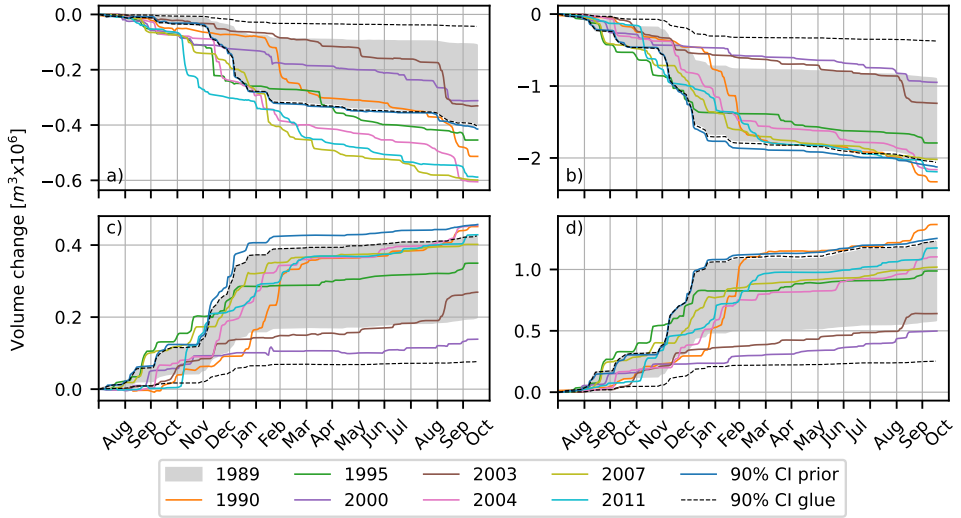 0.0
−0.2
−0.4
−0.6
a)
0
−1
−2
b)
0.4
0.2
0.0
c)
1.0
0.5
0.0
d)
Volume change [m³x10⁶]
Aug Sep Oct Nov Dec Jan Feb Mar Apr May Jun Jul Aug Sep Oct
Aug Sep Oct Nov Dec Jan Feb Mar Apr May Jun Jul Aug Sep Oct
1989 1995 2003 2007 90% CI prior
1990 2000 2004 2011 90% CI glue